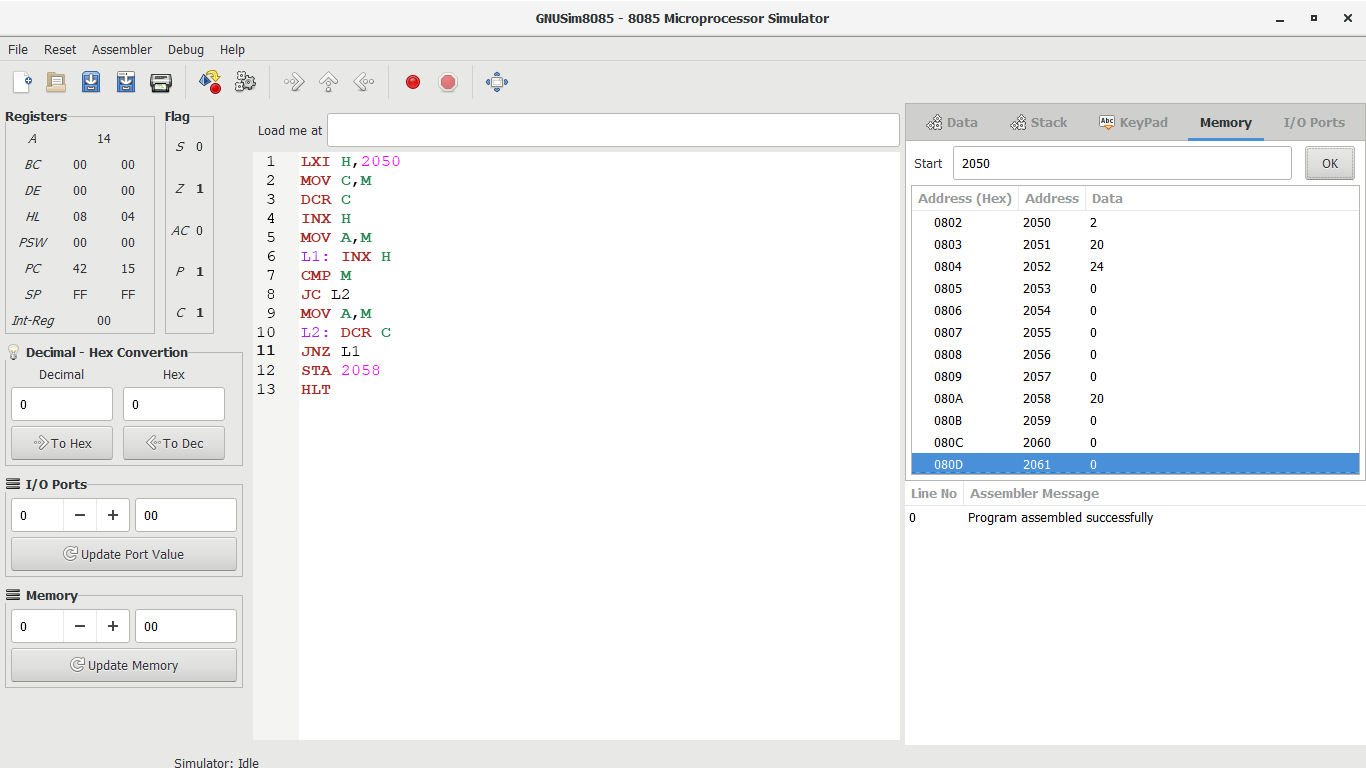 GNUSim8085 - 8085 Microprocessor Simulator
File Reset Assembler Debug Help
Registers
A 14
BC 00 00
DE 00 00
HL 08 04
PSW 00 00
PC 42 15
SP FF FF
Int-Reg 00
Flag
S 0
Z 1
AC 0
P 1
C 1
Decimal - Hex Convertion
Decimal Hex
0 0
To Hex To Dec
I/O Ports
0 − + 00
Update Port Value
Memory
0 − + 00
Update Memory
Load me at
1 LXI H,2050
2 MOV C,M
3 DCR C
4 INX H
5 MOV A,M
6 L1: INX H
7 CMP M
8 JC L2
9 MOV A,M
10 L2: DCR C
11 JNZ L1
12 STA 2058
13 HLT
Data Stack Abc KeyPad Memory I/O Ports
Start 2050 OK
Address (Hex) Address Data
0802 2050 2
0803 2051 20
0804 2052 24
0805 2053 0
0806 2054 0
0807 2055 0
0808 2056 0
0809 2057 0
080A 2058 20
080B 2059 0
080C 2060 0
080D 2061 0
Line No Assembler Message
0 Program assembled successfully
Simulator: Idle